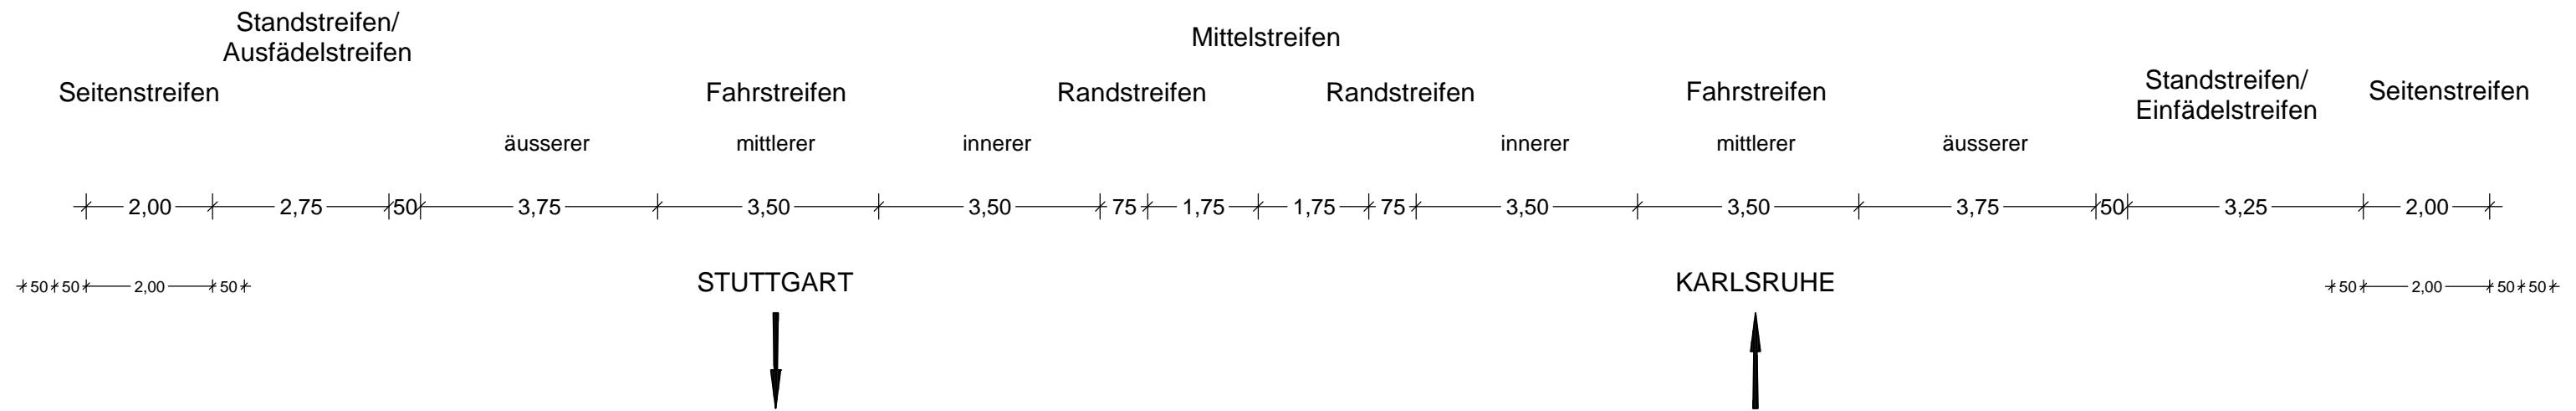 Standstreifen/
Ausfädelstreifen
Mittelstreifen
Seitenstreifen
Fahrstreifen
Randstreifen
Randstreifen
Fahrstreifen
Standstreifen/
Einfädelstreifen
Seitenstreifen
äusserer
mittlerer
innerer
innerer
mittlerer
äusserer
2,00 2,75 50 3,75 3,50 3,50 75 1,75 1,75 75 3,50 3,50 3,75 50 3,25 2,00
50 50 2,00 50
STUTTGART
KARLSRUHE
50 2,00 50 50